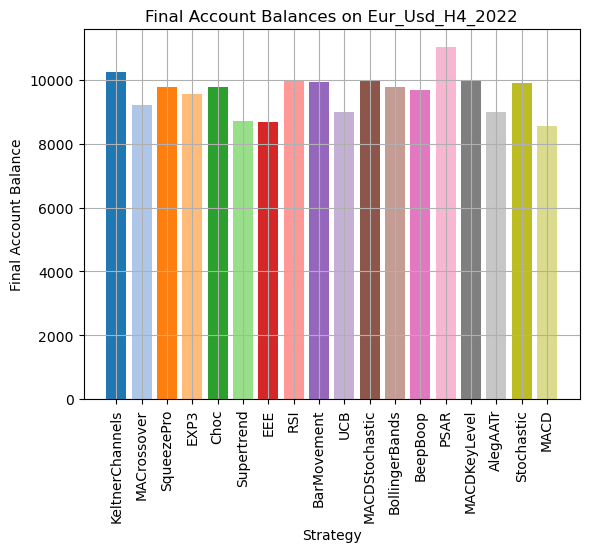 Final Account Balances on Eur_Usd_H4_2022
Final Account Balance
10000
8000
6000
4000
2000
0
KeltnerChannels
MACrossover
SqueezePro
EXP3
Choc
Supertrend
EEE
RSI
BarMovement
UCB
MACDStochastic
BollingerBands
BeepBoop
PSAR
MACDKeyLevel
AlegAATr
Stochastic
MACD
Strategy